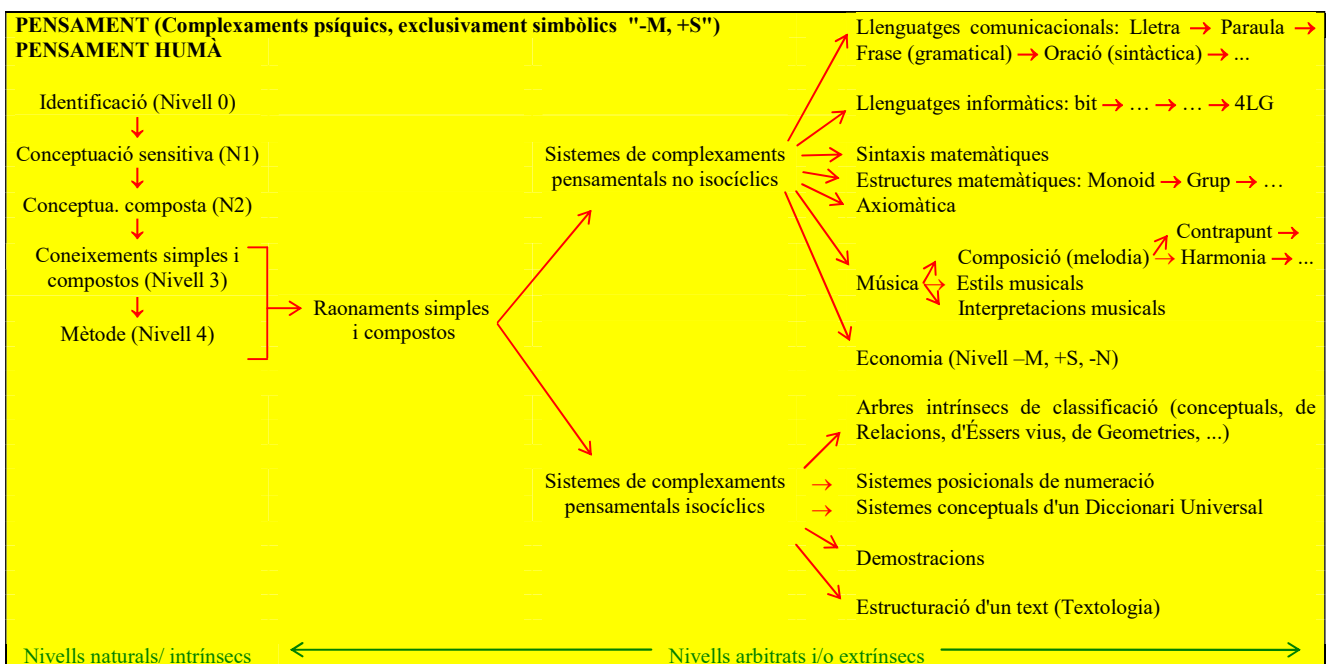 PENSAMENT (Complexaments psíquics, exclusivament simbòlics "-M, +S")
PENSAMENT HUMÀ
Identificació (Nivell 0)
↓
Conceptuació sensitiva (N1)
↓
Conceptua. composta (N2)
↓
Coneixements simples i
compostos (Nivell 3)
↓
Mètode (Nivell 4)
Raonaments simples
i compostos
Sistemes de complexaments
pensamentals no isocíclics
Llenguatges comunicacionals: Lletra → Paraula →
Frase (gramatical) → Oració (sintàctica) → ...
Llenguatges informàtics: bit → … → … → 4LG
Sintaxis matemàtiques
Estructures matemàtiques: Monoid → Grup → …
Axiomàtica
Música
Composició (melodia)
Contrapunt →
Harmonia → ...
Estils musicals
Interpretacions musicals
Economia (Nivell –M, +S, -N)
Sistemes de complexaments
pensamentals isocíclics
Arbres intrínsecs de classificació (conceptuals, de
Relacions, d'Éssers vius, de Geometries, ...)
Sistemes posicionals de numeració
Sistemes conceptuals d'un Diccionari Universal
Demostracions
Estructuració d'un text (Textologia)
Nivells naturals/ intrínsecs
Nivells arbitrats i/o extrínsecs